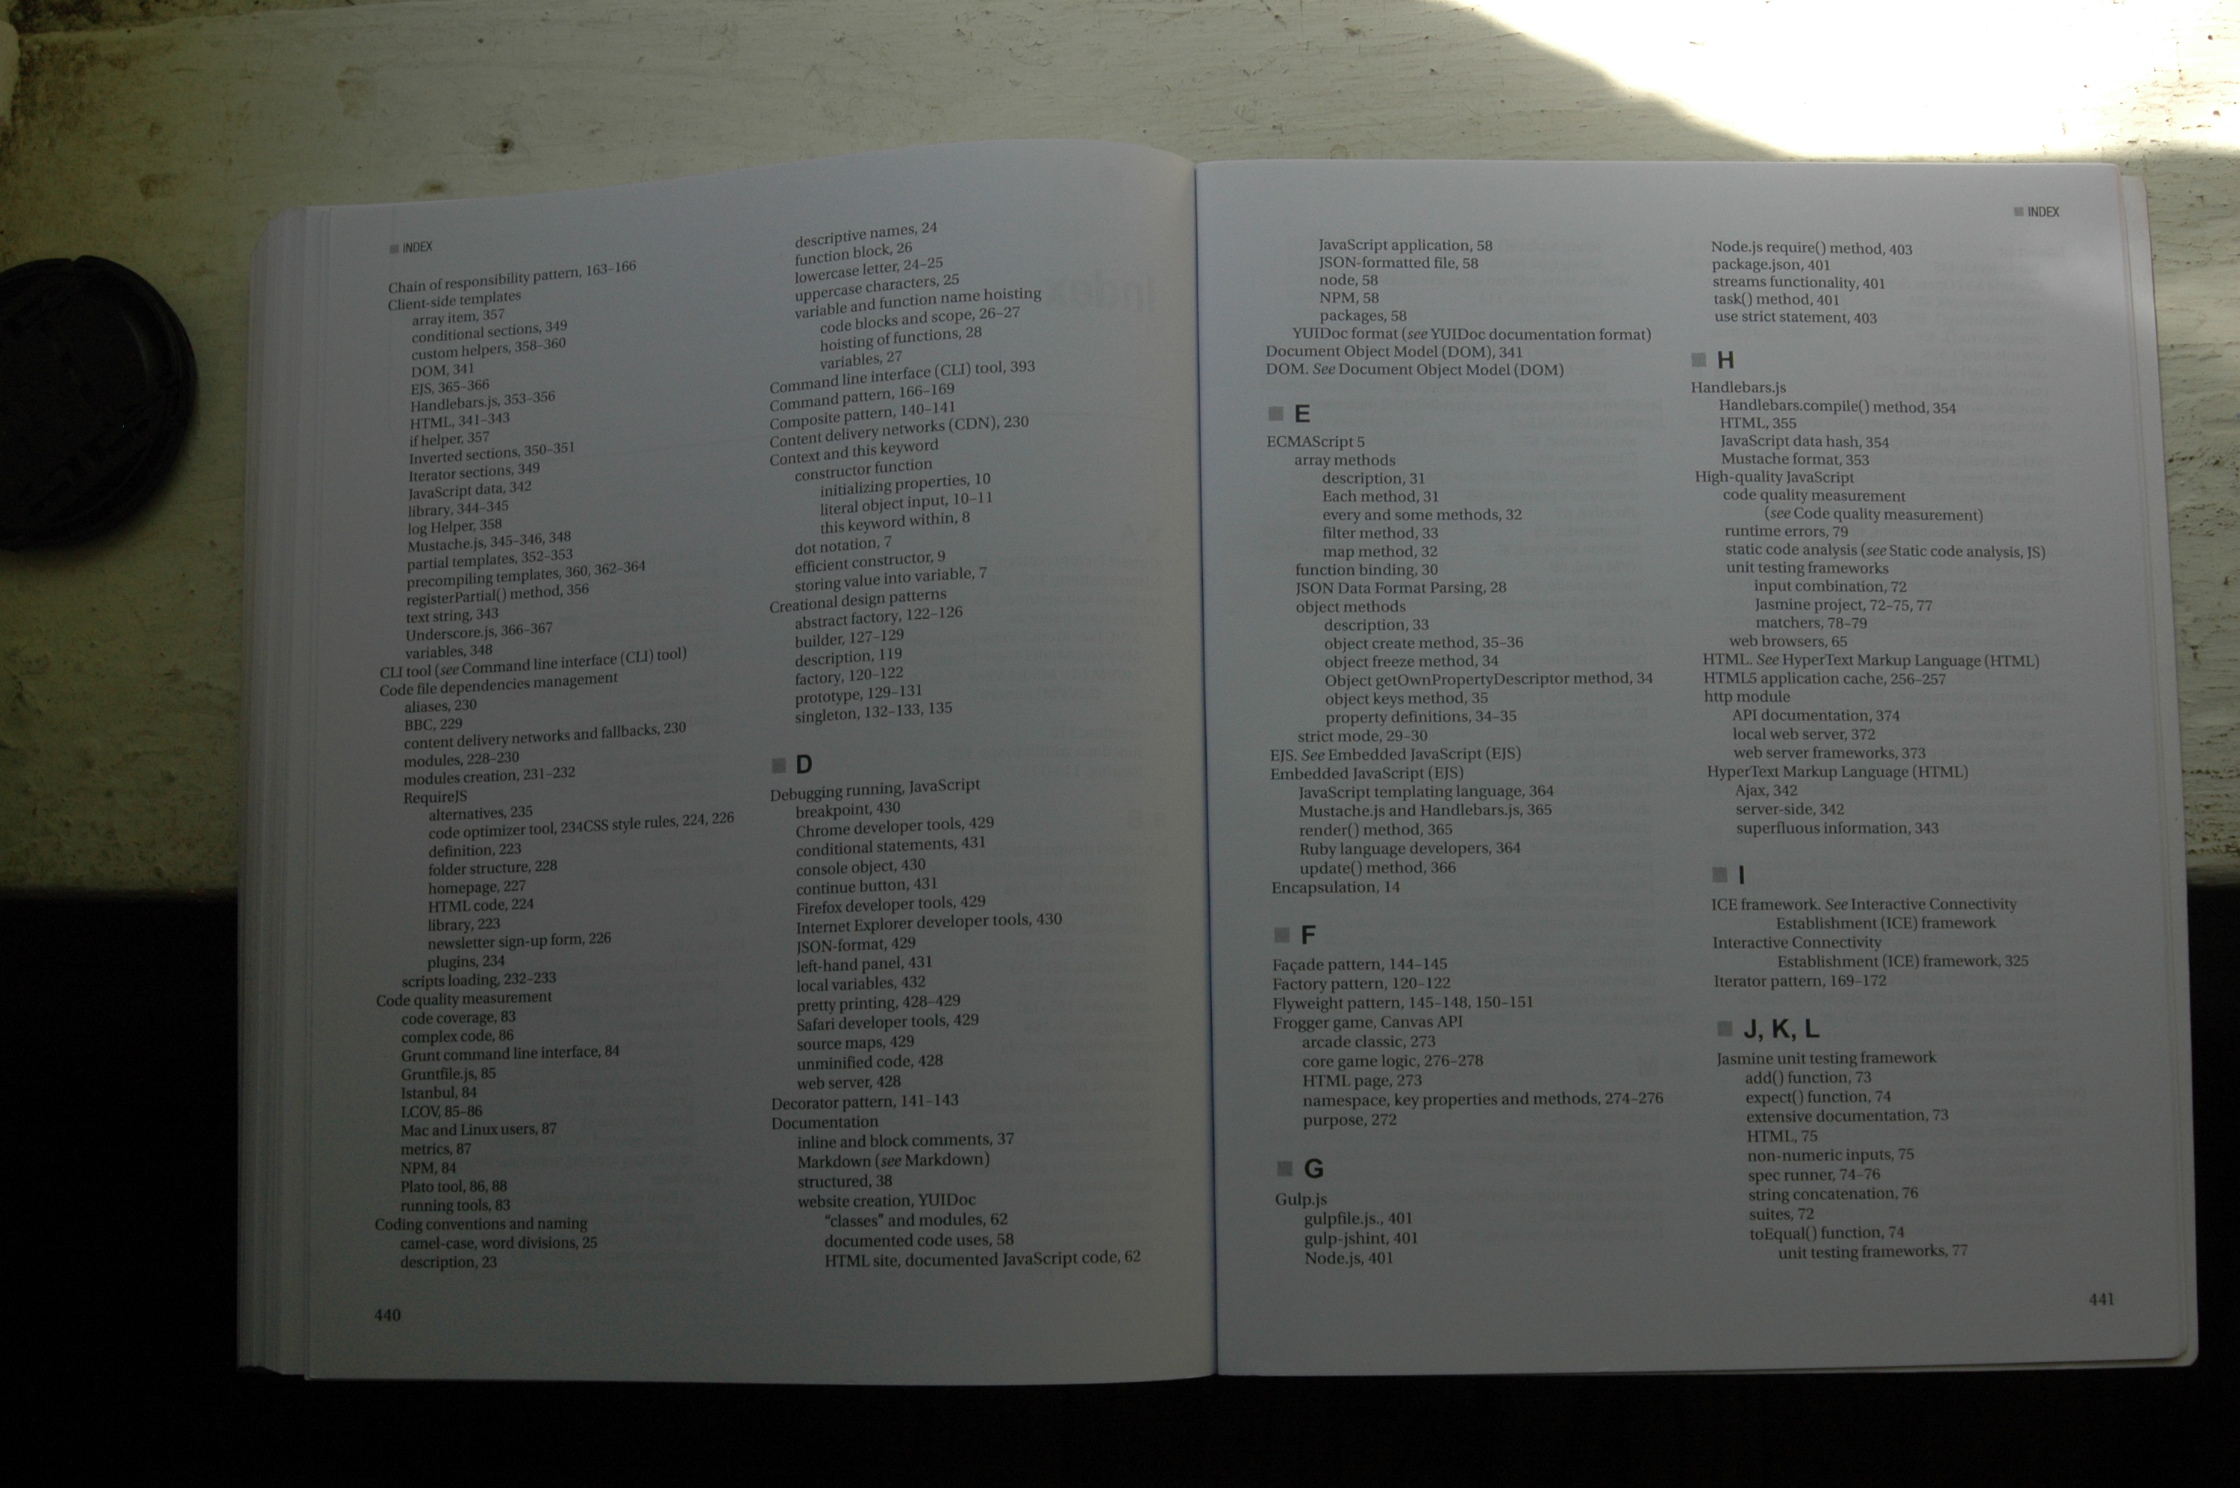 INDEX
Chain of responsibility pattern, 163–166
Client-side templates
array item, 357
conditional sections, 349
custom helpers, 358–360
DOM, 341
EJS, 365–366
Handlebars.js, 353–356
HTML, 341–343
if helper, 357
Inverted sections, 350–351
Iterator sections, 349
JavaScript data, 342
library, 344–345
log Helper, 358
Mustache.js, 345–346, 348
partial templates, 352–353
precompiling templates, 360, 362–364
registerPartial() method, 356
text string, 343
Underscore.js, 366–367
variables, 348
CLI tool (see Command line interface (CLI) tool)
Code file dependencies management
aliases, 230
BBC, 229
content delivery networks and fallbacks, 230
modules, 228–230
modules creation, 231–232
RequireJS
alternatives, 235
code optimizer tool, 234CSS style rules, 224, 226
definition, 223
folder structure, 228
homepage, 227
HTML code, 224
library, 223
newsletter sign-up form, 226
plugins, 234
scripts loading, 232–233
Code quality measurement
code coverage, 83
complex code, 86
Grunt command line interface, 84
Gruntfile.js, 85
Istanbul, 84
LCOV, 85–86
Mac and Linux users, 87
metrics, 87
NPM, 84
Plato tool, 86, 88
running tools, 83
Coding conventions and naming
camel-case, word divisions, 25
description, 23
descriptive names, 24
function block, 26
lowercase letter, 24–25
uppercase characters, 25
variable and function name hoisting
code blocks and scope, 26–27
hoisting of functions, 28
variables, 27
Command line interface (CLI) tool, 393
Command pattern, 166–169
Composite pattern, 140–141
Content delivery networks (CDN), 230
Context and this keyword
constructor function
initializing properties, 10
literal object input, 10–11
this keyword within, 8
dot notation, 7
efficient constructor, 9
storing value into variable, 7
Creational design patterns
abstract factory, 122–126
builder, 127–129
description, 119
factory, 120–122
prototype, 129–131
singleton, 132–133, 135
D
Debugging running, JavaScript
breakpoint, 430
Chrome developer tools, 429
conditional statements, 431
console object, 430
continue button, 431
Firefox developer tools, 429
Internet Explorer developer tools, 430
JSON-format, 429
left-hand panel, 431
local variables, 432
pretty printing, 428–429
Safari developer tools, 429
source maps, 429
unminified code, 428
web server, 428
Decorator pattern, 141–143
Documentation
inline and block comments, 37
Markdown (see Markdown)
structured, 38
website creation, YUIDoc
"classes" and modules, 62
documented code uses, 58
HTML site, documented JavaScript code, 62
440
INDEX
JavaScript application, 58
JSON-formatted file, 58
node, 58
NPM, 58
packages, 58
YUIDoc format (see YUIDoc documentation format)
Document Object Model (DOM), 341
DOM. See Document Object Model (DOM)
E
ECMAScript 5
array methods
description, 31
Each method, 31
every and some methods, 32
filter method, 33
map method, 32
function binding, 30
JSON Data Format Parsing, 28
object methods
description, 33
object create method, 35–36
object freeze method, 34
Object getOwnPropertyDescriptor method, 34
object keys method, 35
property definitions, 34–35
strict mode, 29–30
EJS. See Embedded JavaScript (EJS)
Embedded JavaScript (EJS)
JavaScript templating language, 364
Mustache.js and Handlebars.js, 365
render() method, 365
Ruby language developers, 364
update() method, 366
Encapsulation, 14
F
Façade pattern, 144–145
Factory pattern, 120–122
Flyweight pattern, 145–148, 150–151
Frogger game, Canvas API
arcade classic, 273
core game logic, 276–278
HTML page, 273
namespace, key properties and methods, 274–276
purpose, 272
G
Gulp.js
gulpfile.js., 401
gulp-jshint, 401
Node.js, 401
Node.js require() method, 403
package.json, 401
streams functionality, 401
task() method, 401
use strict statement, 403
H
Handlebars.js
Handlebars.compile() method, 354
HTML, 355
JavaScript data hash, 354
Mustache format, 353
High-quality JavaScript
code quality measurement
(see Code quality measurement)
runtime errors, 79
static code analysis (see Static code analysis, JS)
unit testing frameworks
input combination, 72
Jasmine project, 72–75, 77
matchers, 78–79
web browsers, 65
HTML. See HyperText Markup Language (HTML)
HTML5 application cache, 256–257
http module
API documentation, 374
local web server, 372
web server frameworks, 373
HyperText Markup Language (HTML)
Ajax, 342
server-side, 342
superfluous information, 343
I
ICE framework. See Interactive Connectivity
Establishment (ICE) framework
Interactive Connectivity
Establishment (ICE) framework, 325
Iterator pattern, 169–172
J, K, L
Jasmine unit testing framework
add() function, 73
expect() function, 74
extensive documentation, 73
HTML, 75
non-numeric inputs, 75
spec runner, 74–76
string concatenation, 76
suites, 72
toEqual() function, 74
unit testing frameworks, 77
441